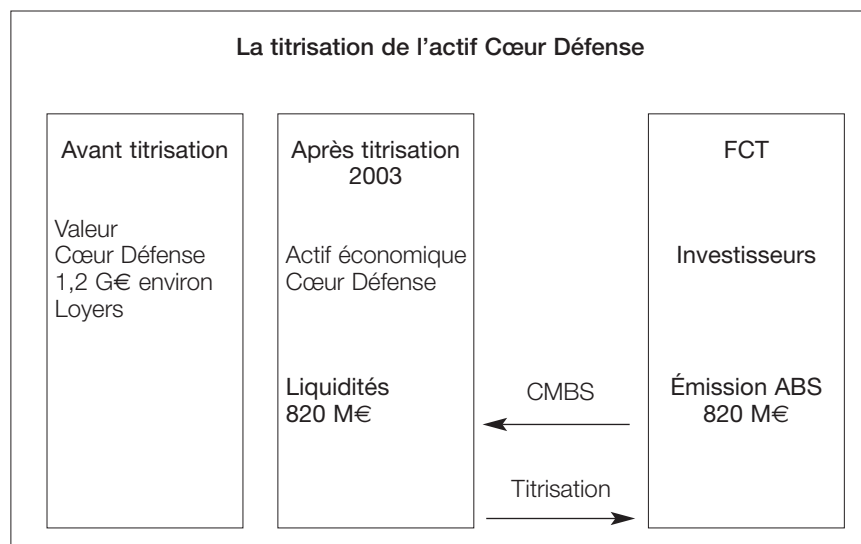 La titrisation de l’actif Cœur Défense
Avant titrisation
Valeur
Cœur Défense
1,2 G€ environ
Loyers
Après titrisation
2003
Actif économique
Cœur Défense
Liquidités
820 M€
CMBS
Titrisation
FCT
Investisseurs
Émission ABS
820 M€